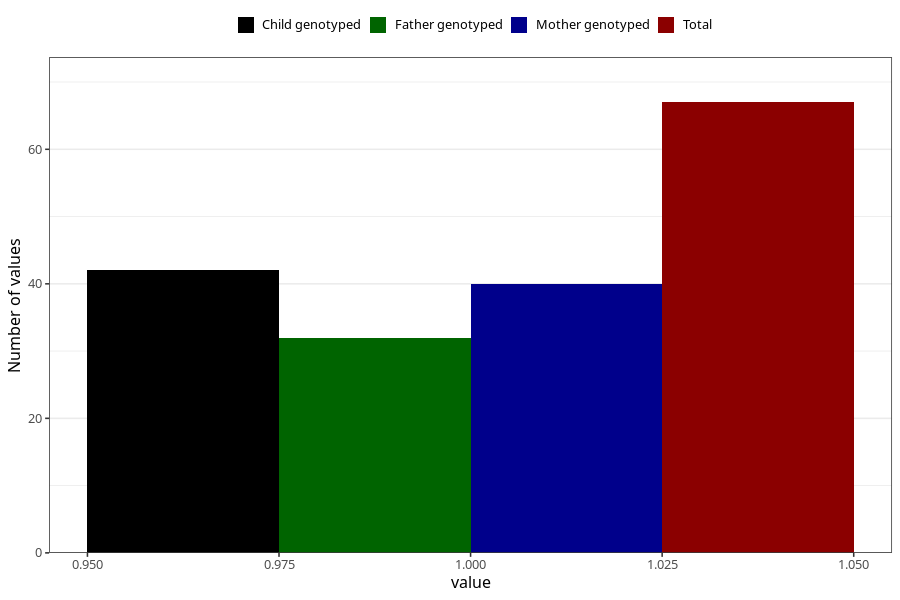 Child genotyped Father genotyped Mother genotyped Total
Number of values
60
40
20
0
0.950 0.975 1.000 1.025 1.050
value